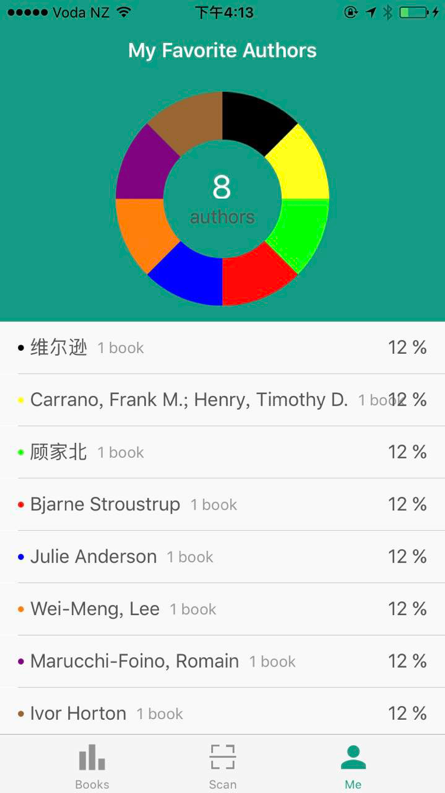 Voda NZ 下午4:13
My Favorite Authors
8
authors
维尔逊 1 book 12 %
Carrano, Frank M.; Henry, Timothy D. 1 book 12 %
顾家北 1 book 12 %
Bjarne Stroustrup 1 book 12 %
Julie Anderson 1 book 12 %
Wei-Meng, Lee 1 book 12 %
Marucchi-Foino, Romain 1 book 12 %
Ivor Horton 1 book 12 %
Books Scan Me